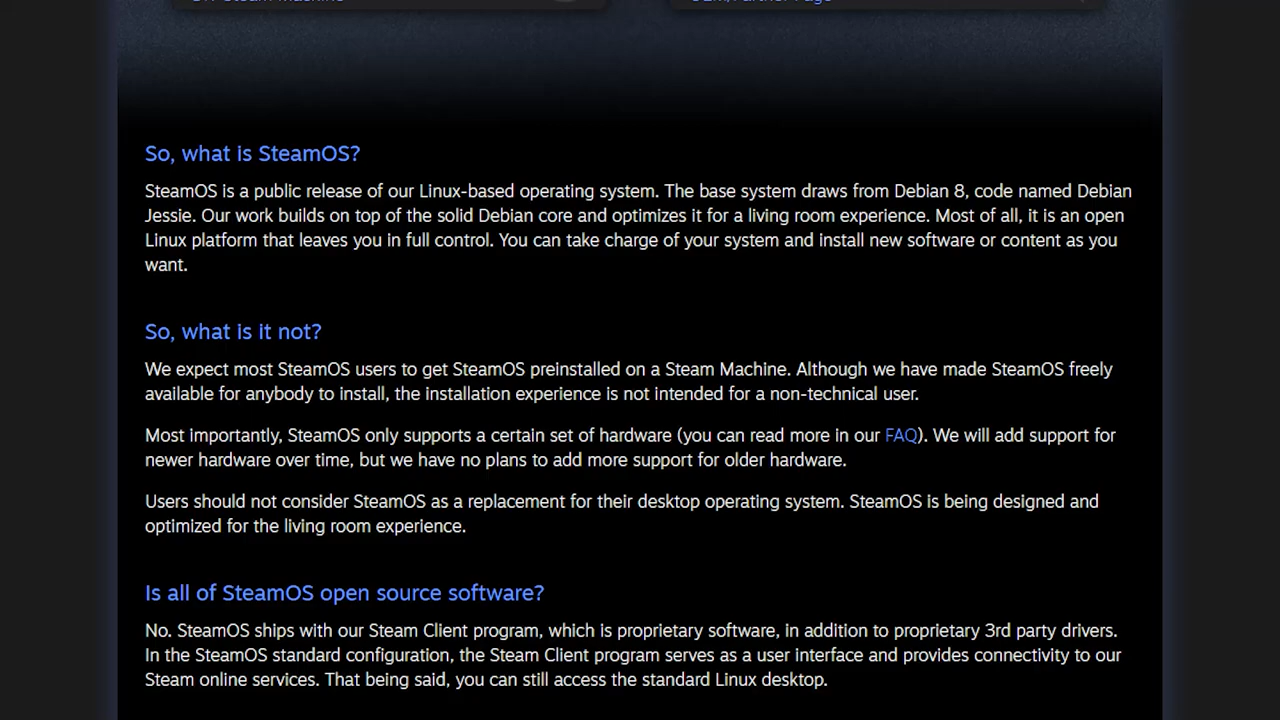 So, what is SteamOS?
SteamOS is a public release of our Linux-based operating system. The base system draws from Debian 8, code named Debian
Jessie. Our work builds on top of the solid Debian core and optimizes it for a living room experience. Most of all, it is an open
Linux platform that leaves you in full control. You can take charge of your system and install new software or content as you
want.
So, what is it not?
We expect most SteamOS users to get SteamOS preinstalled on a Steam Machine. Although we have made SteamOS freely
available for anybody to install, the installation experience is not intended for a non-technical user.
Most importantly, SteamOS only supports a certain set of hardware (you can read more in our FAQ). We will add support for
newer hardware over time, but we have no plans to add more support for older hardware.
Users should not consider SteamOS as a replacement for their desktop operating system. SteamOS is being designed and
optimized for the living room experience.
Is all of SteamOS open source software?
No. SteamOS ships with our Steam Client program, which is proprietary software, in addition to proprietary 3rd party drivers.
In the SteamOS standard configuration, the Steam Client program serves as a user interface and provides connectivity to our
Steam online services. That being said, you can still access the standard Linux desktop.